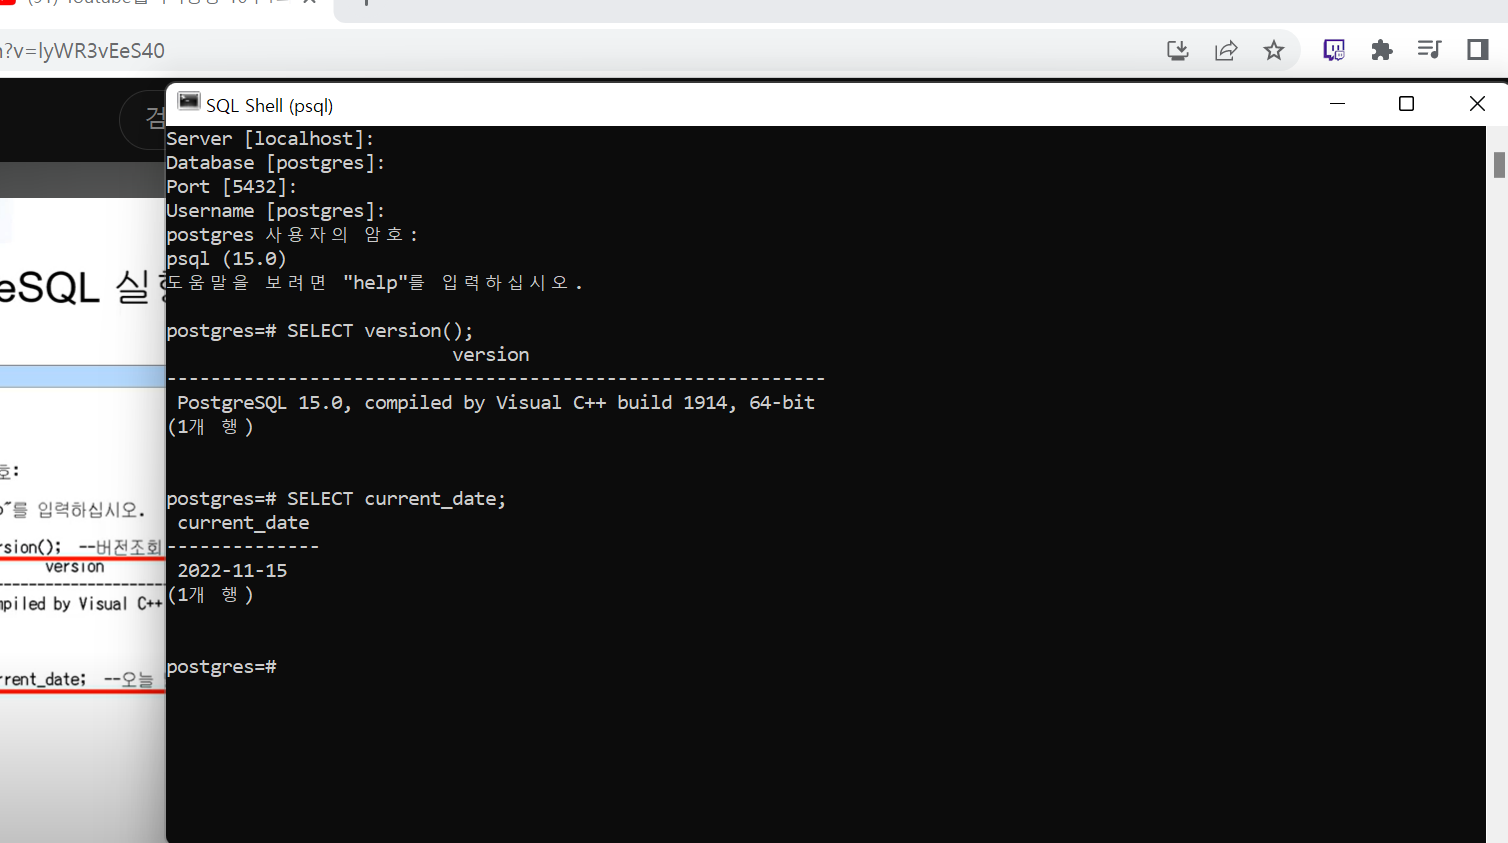 ?v=lyWR3vEeS40
검
SQL Shell (psql)
Server [localhost]:
Database [postgres]:
Port [5432]:
Username [postgres]:
postgres 사용자의 암호:
psql (15.0)
도움말을 보려면 "help"를 입력하십시오.
postgres=# SELECT version();
version
------------------------------------------------------------
PostgreSQL 15.0, compiled by Visual C++ build 1914, 64-bit
(1개 행)
postgres=# SELECT current_date;
current_date
--------------
2022-11-15
(1개 행)
postgres=#
eSQL 실행
호:
를 입력하십시오.
rsion(); --버전조회
version
mpiled by Visual C++
rrent_date; --오늘